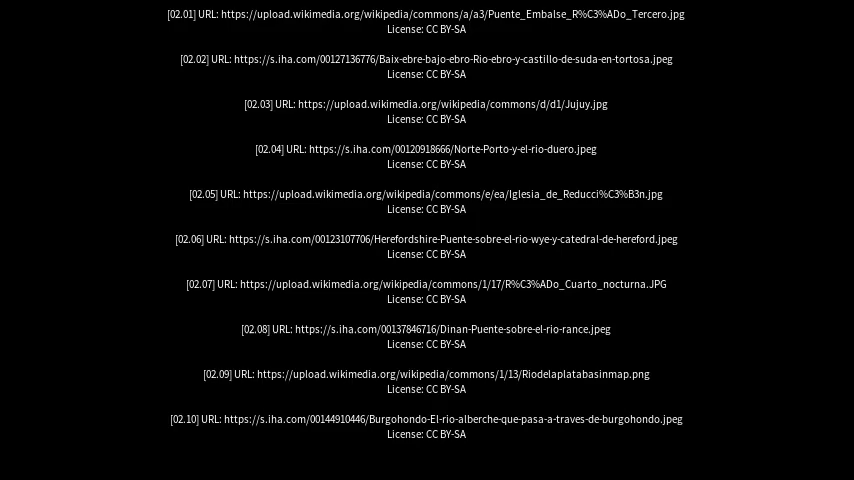 [02.01] URL: https://upload.wikimedia.org/wikipedia/commons/a/a3/Puente_Embalse_R%C3%ADo_Tercero.jpg
License: CC BY-SA
[02.02] URL: https://s.iha.com/00127136776/Baix-ebre-bajo-ebro-Rio-ebro-y-castillo-de-suda-en-tortosa.jpeg
License: CC BY-SA
[02.03] URL: https://upload.wikimedia.org/wikipedia/commons/d/d1/Jujuy.jpg
License: CC BY-SA
[02.04] URL: https://s.iha.com/00120918666/Norte-Porto-y-el-rio-duero.jpeg
License: CC BY-SA
[02.05] URL: https://upload.wikimedia.org/wikipedia/commons/e/ea/Iglesia_de_Reducci%C3%B3n.jpg
License: CC BY-SA
[02.06] URL: https://s.iha.com/00123107706/Herefordshire-Puente-sobre-el-rio-wye-y-catedral-de-hereford.jpeg
License: CC BY-SA
[02.07] URL: https://upload.wikimedia.org/wikipedia/commons/1/17/R%C3%ADo_Cuarto_nocturna.JPG
License: CC BY-SA
[02.08] URL: https://s.iha.com/00137846716/Dinan-Puente-sobre-el-rio-rance.jpeg
License: CC BY-SA
[02.09] URL: https://upload.wikimedia.org/wikipedia/commons/1/13/Riodelaplatabasinmap.png
License: CC BY-SA
[02.10] URL: https://s.iha.com/00144910446/Burgohondo-El-rio-alberche-que-pasa-a-traves-de-burgohondo.jpeg
License: CC BY-SA